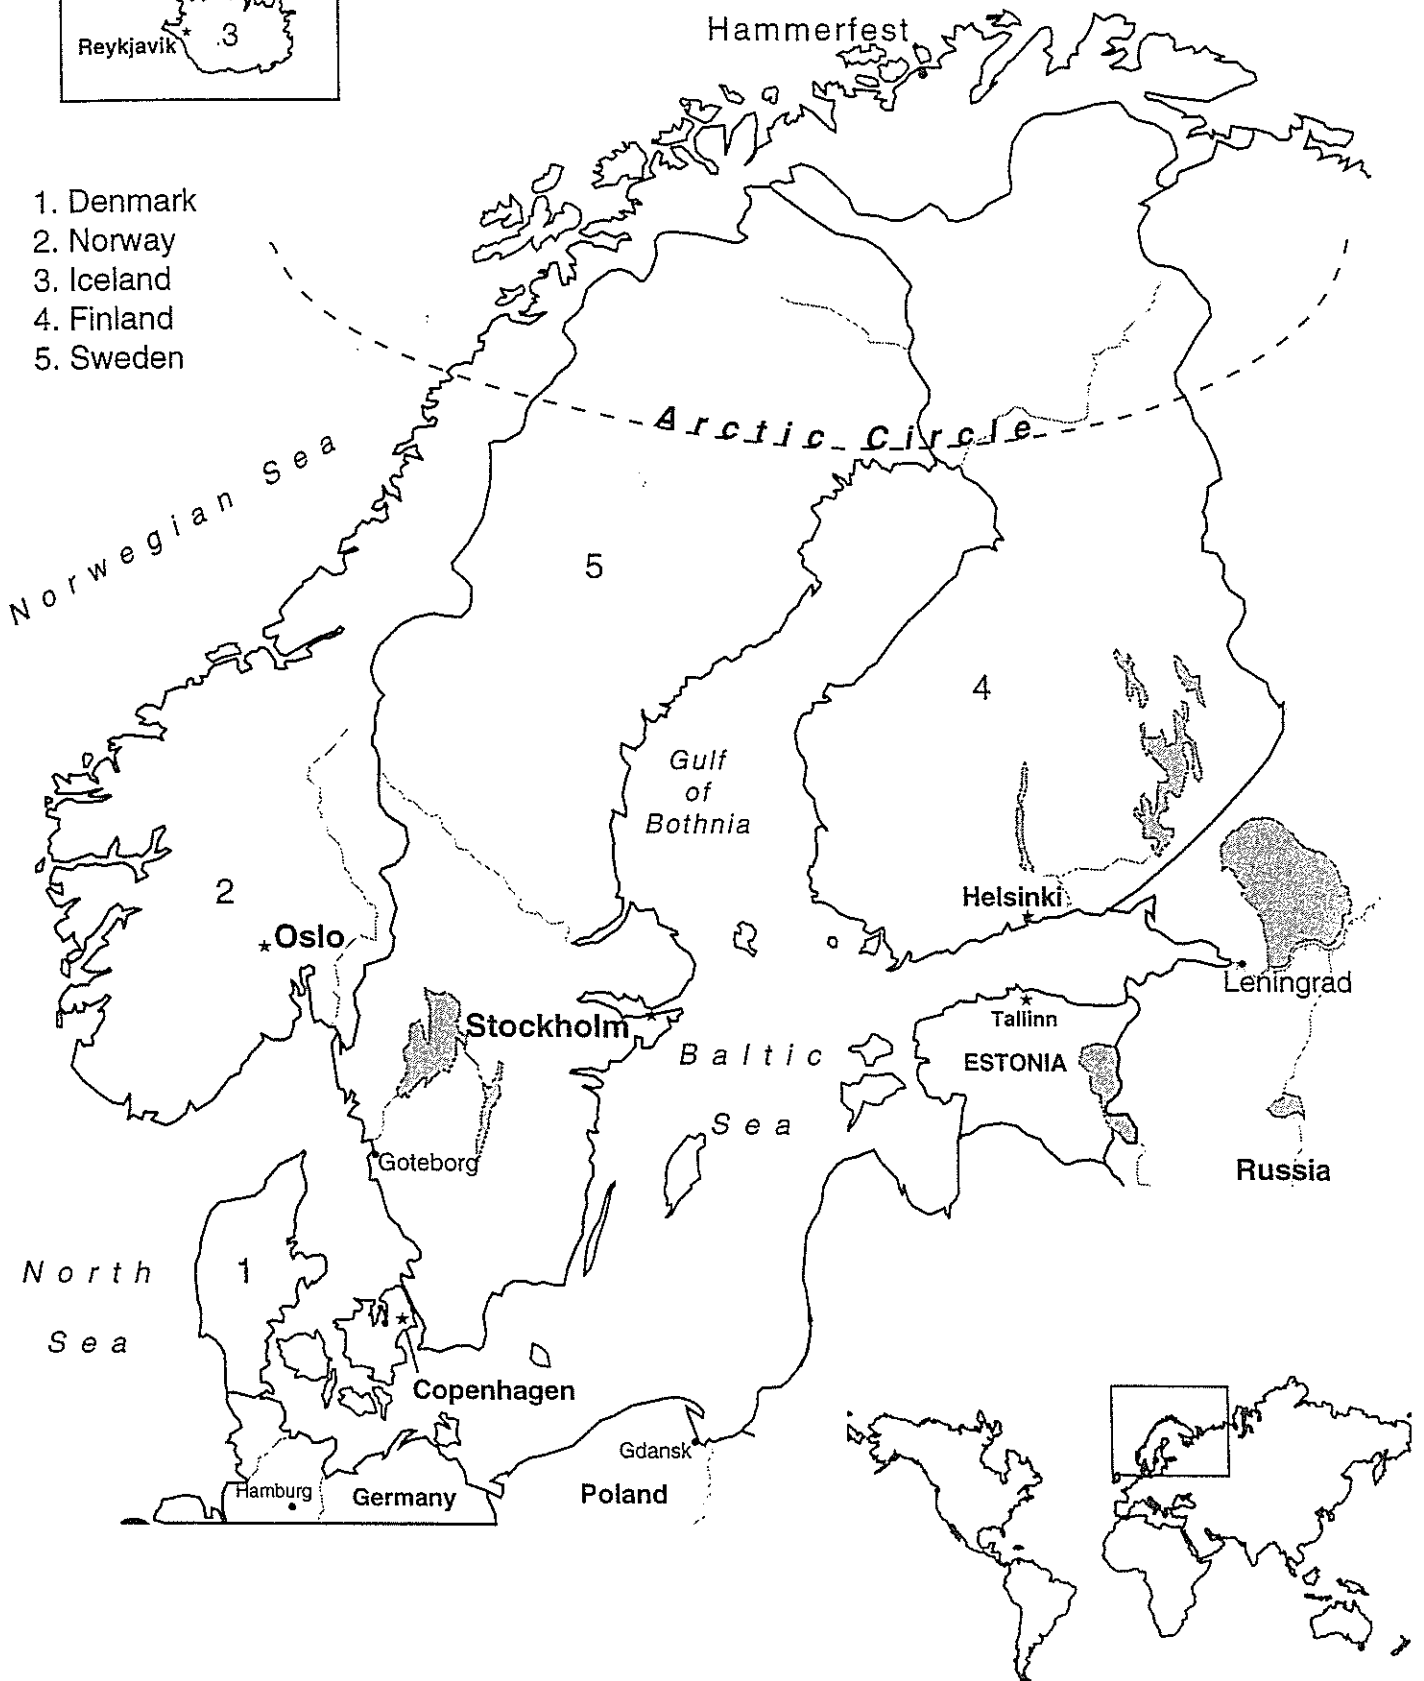 Hammerfest
Reykjavik
3
1. Denmark
2. Norway
3. Iceland
4. Finland
5. Sweden
Arctic Circle
Norwegian Sea
5
4
Gulf
of
Bothnia
2
Helsinki
Oslo
Leningrad
Stockholm
Tallinn
Baltic
Sea
ESTONIA
Goteborg
Russia
North
Sea
1
Copenhagen
Gdansk
Hamburg
Germany
Poland